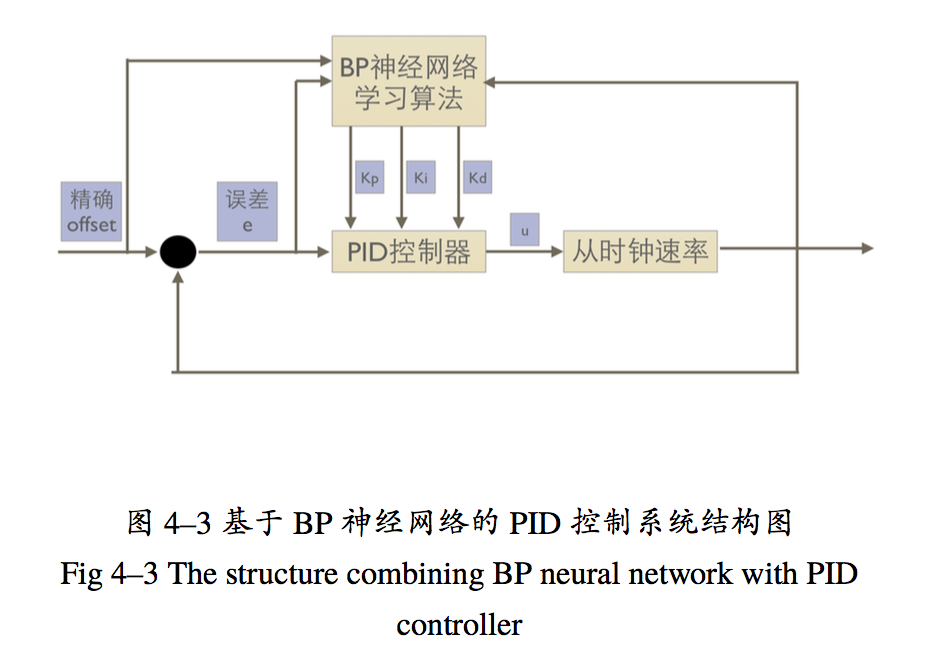 BP神经网络
学习算法
精确
offset
误差
e
Kp
Ki
Kd
u
PID控制器
从时钟速率
图 4–3 基于 BP 神经网络的 PID 控制系统结构图
Fig 4–3 The structure combining BP neural network with PID
controller